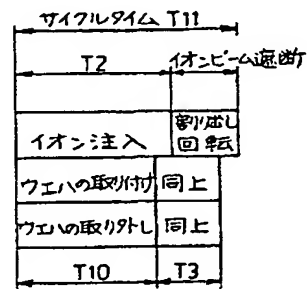 サイクルタイム T11
T2
イオンビーム遮断
イオン注入
割り出し
回転
ウエハの取り付け
同上
ウエハの取り外し
同上
T10
T3